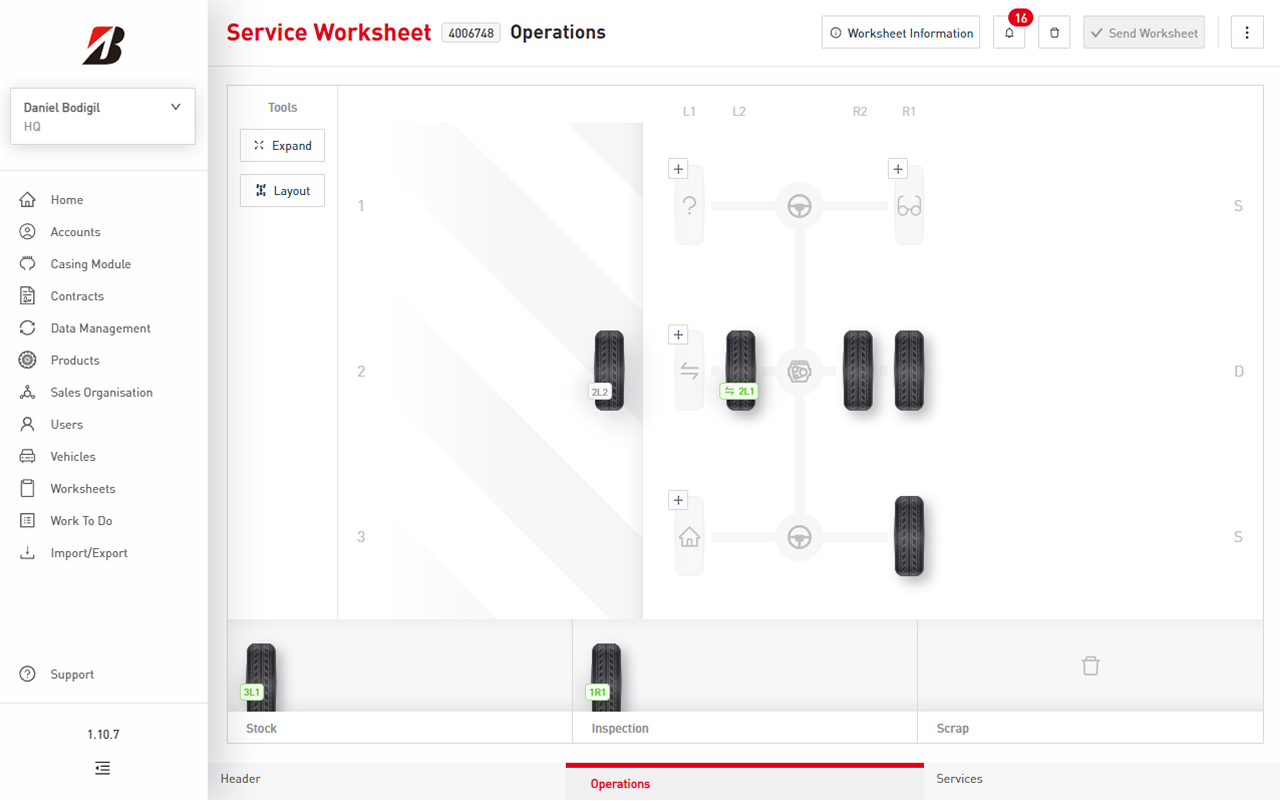 Service Worksheet 4006748 Operations
Worksheet Information
16
Send Worksheet
Daniel Bodigil
HQ
Home
Accounts
Casing Module
Contracts
Data Management
Products
Sales Organisation
Users
Vehicles
Worksheets
Work To Do
Import/Export
Support
1.10.7
Tools
Expand
Layout
L1 L2 R2 R1
1 S
2 D
2L2
2L1
3 S
3L1
1R1
Stock
Inspection
Scrap
Header
Operations
Services